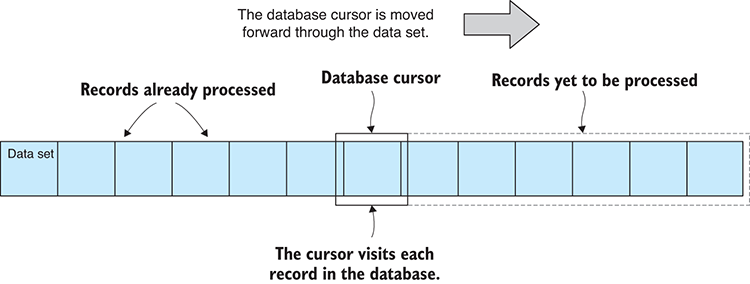 The database cursor is moved
forward through the data set.
Records already processed
Database cursor
Records yet to be processed
Data set
The cursor visits each
record in the database.